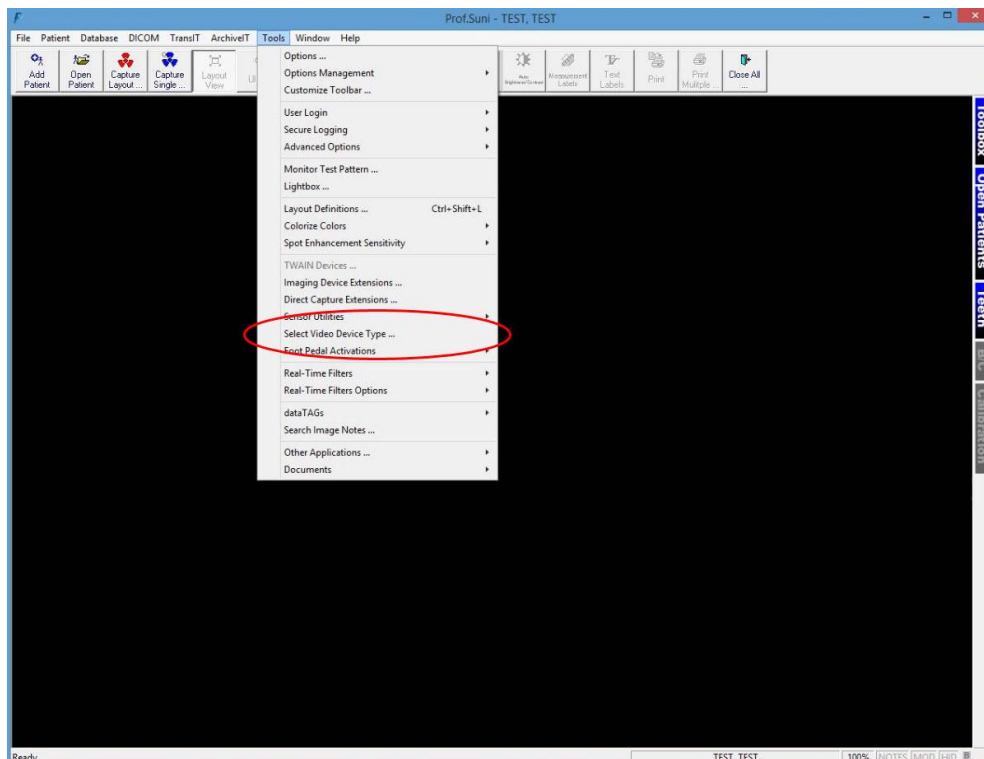 Prof.Suni - TEST, TEST
File Patient Database DICOM TransIT ArchiveIT Tools Window Help
Add Patient
Open Patient
Capture Layout ...
Capture Single ...
Layout View
Auto Brightness/Contrast
Measurement Labels
Text Labels
Print
Print Mulitple ...
Close All ...
Options ...
Options Management
Customize Toolbar ...
User Login
Secure Logging
Advanced Options
Monitor Test Pattern ...
Lightbox ...
Layout Definitions ... Ctrl+Shift+L
Colorize Colors
Spot Enhancement Sensitivity
TWAIN Devices ...
Imaging Device Extensions ...
Direct Capture Extensions ...
Sensor Utilities
Select Video Device Type ...
Foot Pedal Activations
Real-Time Filters
Real-Time Filters Options
dataTAGs
Search Image Notes ...
Other Applications ...
Documents
Toolbox
Open Patients
Teeth
B/C
Calibration
Ready
TEST, TEST
100% NOTES MOD HID